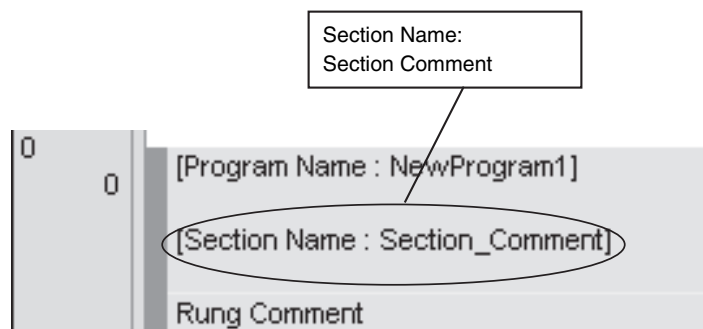 Section Name:
Section Comment
0
0
[Program Name : NewProgram1]
[Section Name : Section_Comment]
Rung Comment